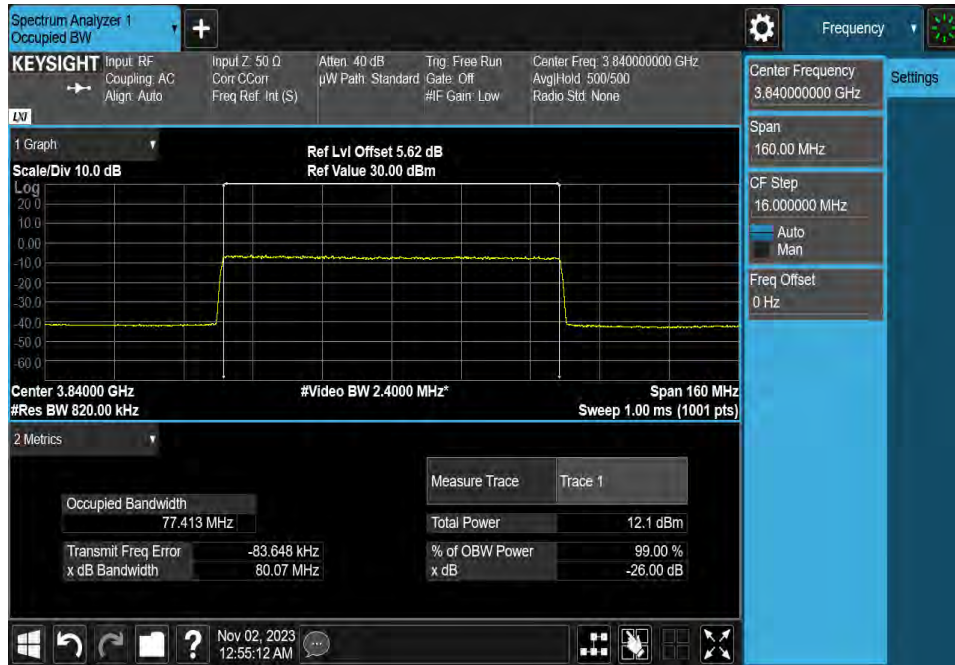 Spectrum Analyzer 1
Occupied BW
+
Frequency
KEYSIGHT
Input: RF
Coupling: AC
Align: Auto
Input Z: 50 Ω
Corr CCorr
Freq Ref: Int (S)
Atten: 40 dB
µW Path: Standard
Trig: Free Run
Gate: Off
#IF Gain: Low
Center Freq: 3.840000000 GHz
Avg|Hold: 500/500
Radio Std: None
LXI
Center Frequency
3.840000000 GHz
Settings
Span
160.00 MHz
CF Step
16.000000 MHz
Auto
Man
Freq Offset
0 Hz
1 Graph
Scale/Div 10.0 dB
Ref Lvl Offset 5.62 dB
Ref Value 30.00 dBm
Log
20.0
10.0
0.00
-10.0
-20.0
-30.0
-40.0
-50.0
-60.0
Center 3.84000 GHz
#Video BW 2.4000 MHz*
Span 160 MHz
#Res BW 820.00 kHz
Sweep 1.00 ms (1001 pts)
2 Metrics
Measure Trace Trace 1
Occupied Bandwidth
77.413 MHz
Total Power 12.1 dBm
Transmit Freq Error -83.648 kHz
% of OBW Power 99.00 %
x dB Bandwidth 80.07 MHz
x dB -26.00 dB
?
Nov 02, 2023
12:55:12 AM